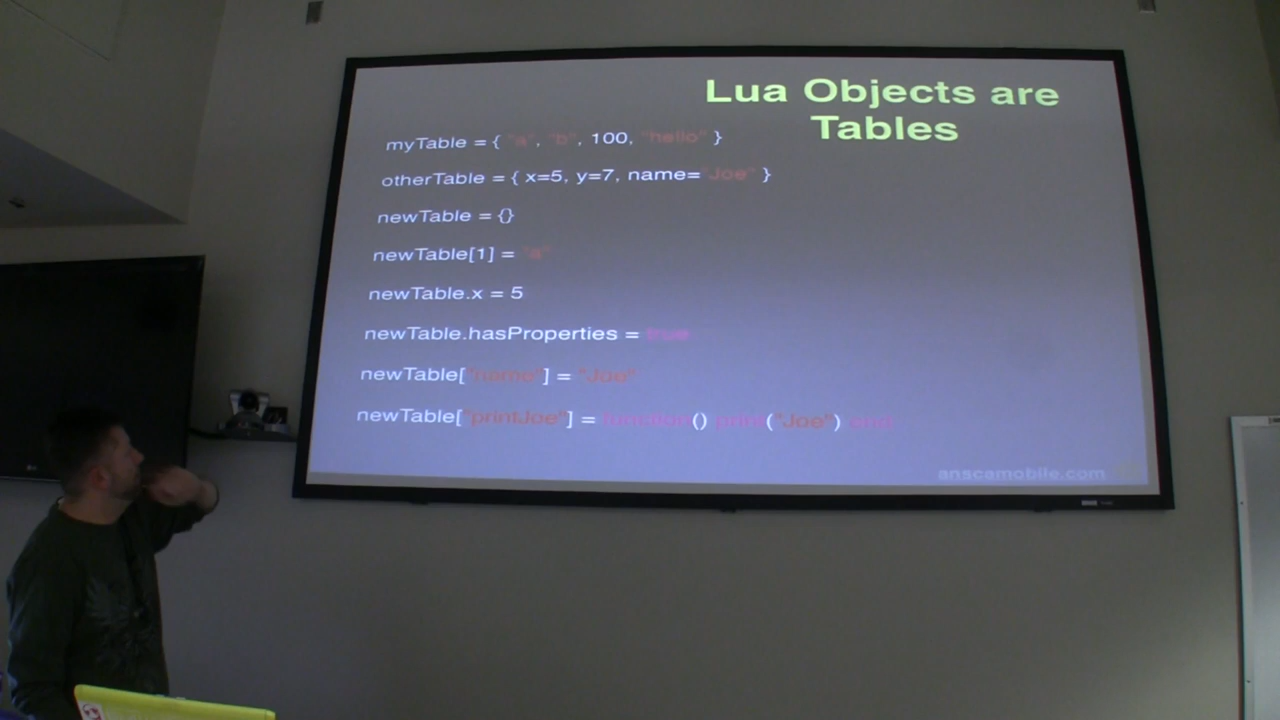 Lua Objects are
Tables
myTable = { "a", "b", 100, "hello" }
otherTable = { x=5, y=7, name="Joe" }
newTable = {}
newTable[1] = "a"
newTable.x = 5
newTable.hasProperties = true
newTable["name"] = "Joe"
newTable["printJoe"] = function() print("Joe") end
anscamobile.com